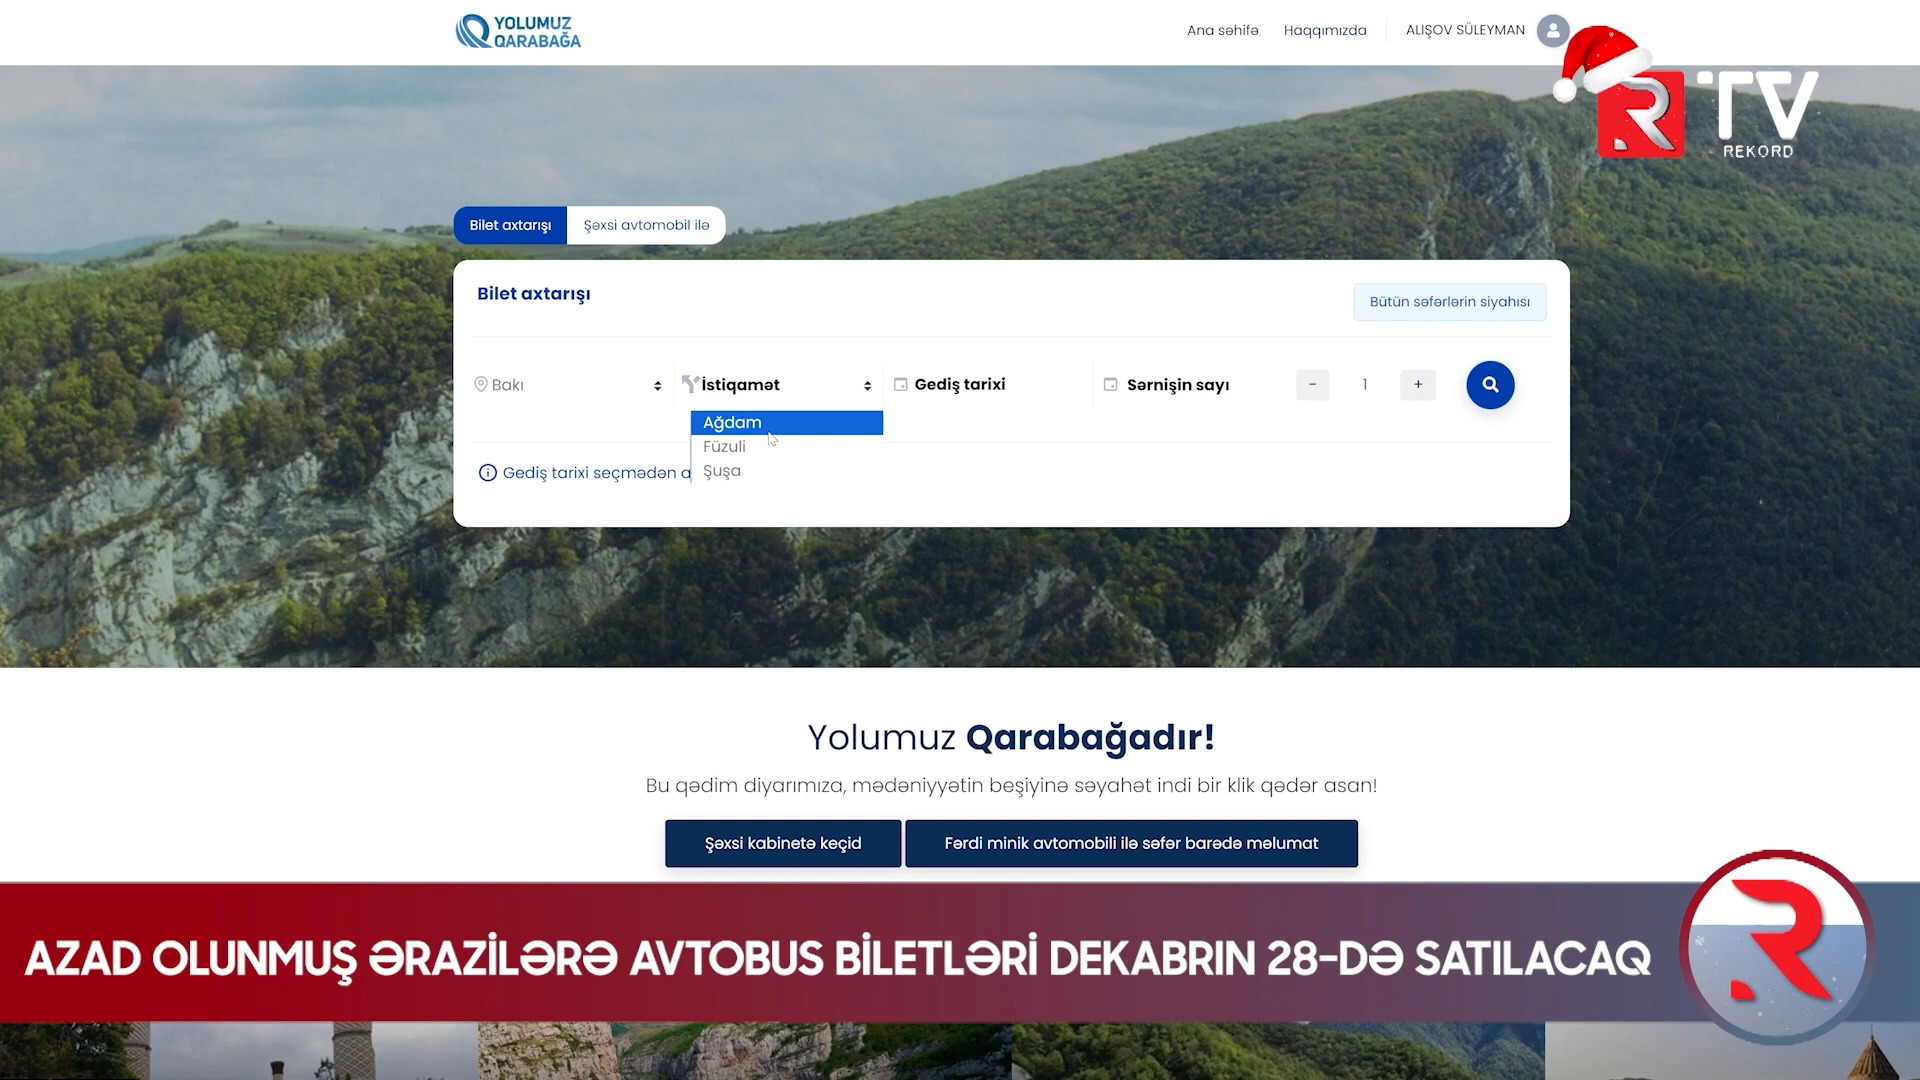 YOLUMUZ
QARABAĞA
Ana səhifə
Haqqımızda
ALIŞOV SÜLEYMAN
R TV
REKORD
Bilet axtarışı
Şəxsi avtomobil ilə
Bilet axtarışı
Bütün səfərlərin siyahısı
Bakı
İstiqamət
Gediş tarixi
Sərnişin sayı
-
1
+
Ağdam
Füzuli
Şuşa
Gediş tarixi seçmədən a
Yolumuz Qarabağadır!
Bu qədim diyarımıza, mədəniyyətin beşiyinə səyahət indi bir klik qədər asan!
Şəxsi kabinetə keçid
Fərdi minik avtomobili ilə səfər barədə məlumat
AZAD OLUNMUŞ ƏRAZİLƏRƏ AVTOBUS BİLETLƏRİ DEKABRIN 28-DƏ SATILACAQ
R